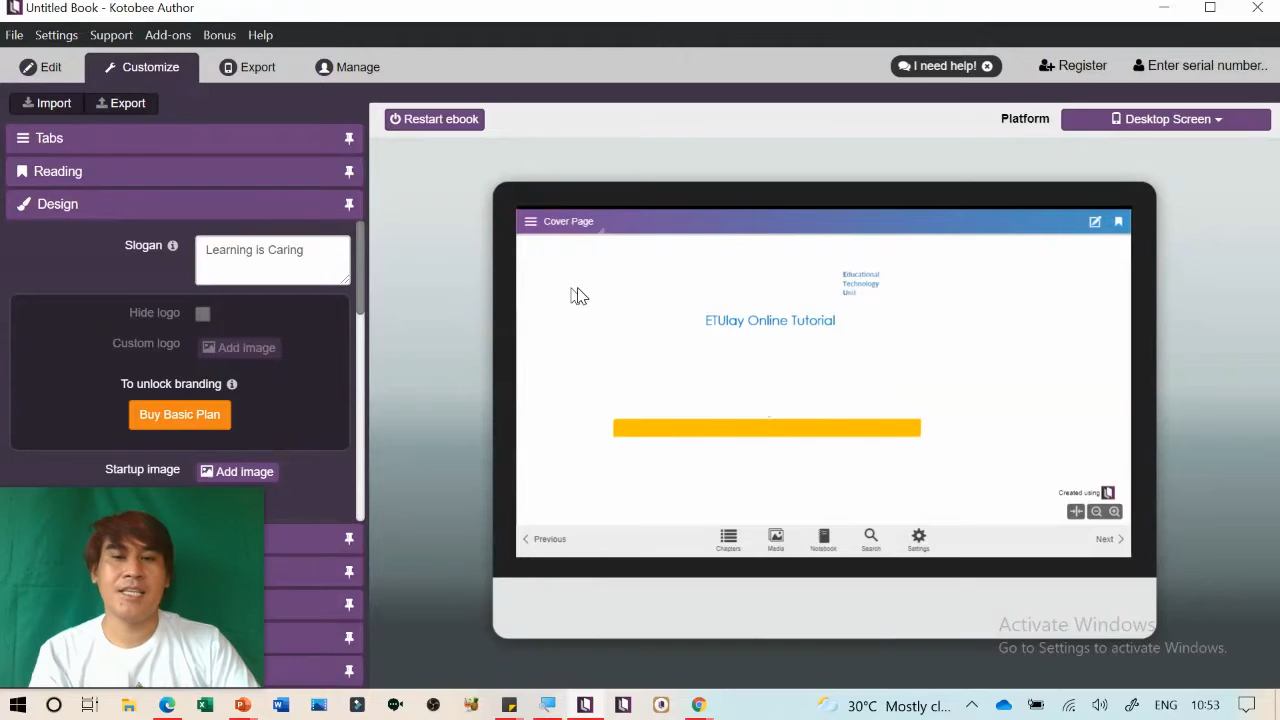 Untitled Book - Kotobee Author
File Settings Support Add-ons Bonus Help
Edit Customize Export Manage I need help! Register Enter serial number..
Import Export
Restart ebook Platform Desktop Screen
Tabs
Reading
Design
Slogan Learning is Caring
Hide logo
Custom logo Add image
To unlock branding
Buy Basic Plan
Startup image Add image
Cover Page
Educational
Technology
Unit
ETUlay Online Tutorial
Created using
Previous Chapters Media Notebook Search Settings Next
Activate Windows
Go to Settings to activate Windows.
30°C Mostly cl... ENG 10:53